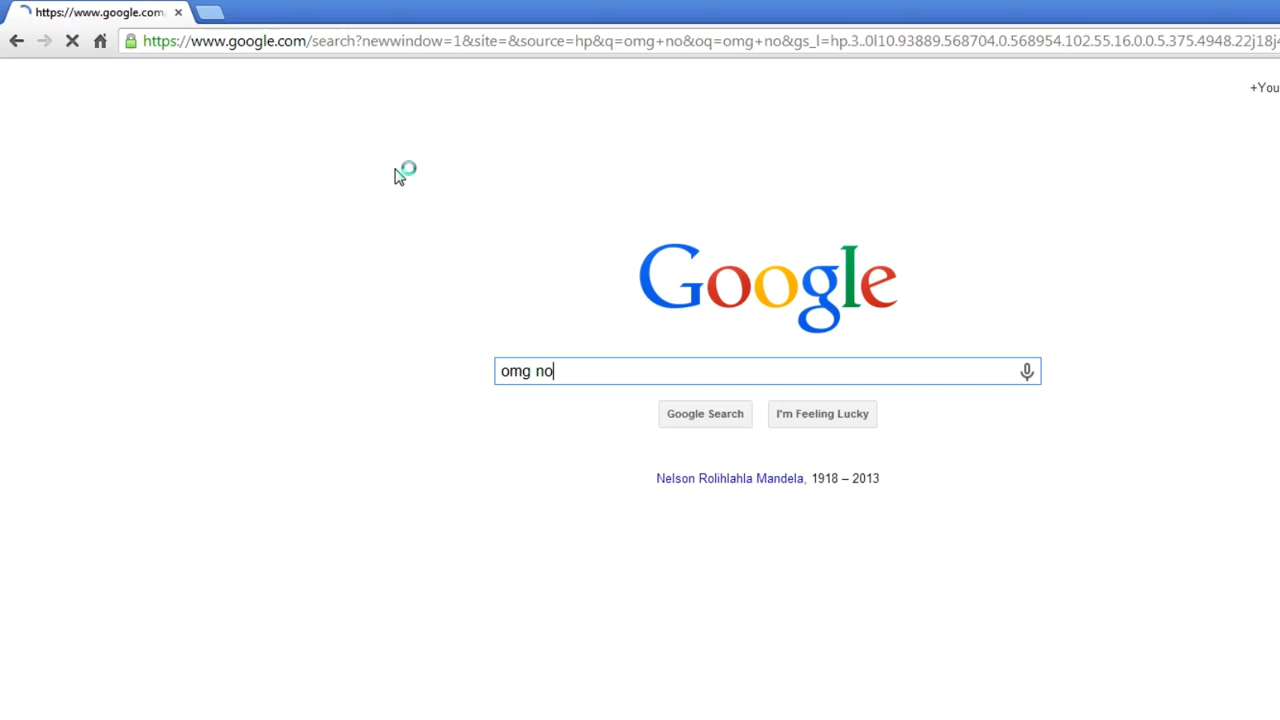 https://www.google.com
https://www.google.com/search?newwindow=1&site=&source=hp&q=omg+no&oq=omg+no&gs_l=hp.3..0l10.93889.568704.0.568954.102.55.16.0.0.5.375.4948.22j18j4
+You
Google
omg no
Google Search
I'm Feeling Lucky
Nelson Rolihlahla Mandela, 1918 – 2013